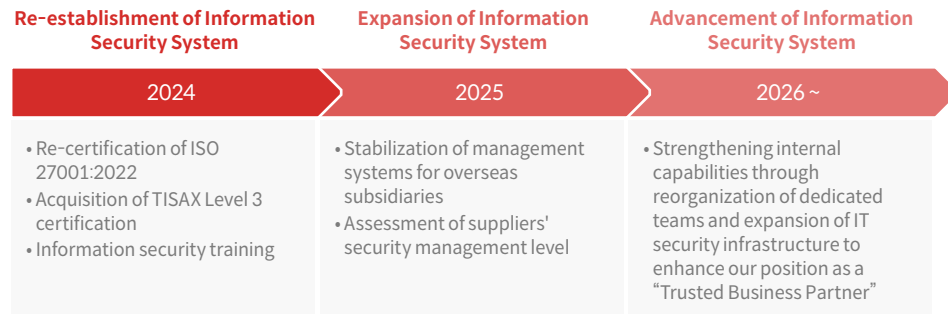 Re-establishment of Information
Security System
Expansion of Information
Security System
Advancement of Information
Security System
2024
2025
2026 ~
• Re-certification of ISO
27001:2022
• Acquisition of TISAX Level 3
certification
• Information security training
• Stabilization of management
systems for overseas
subsidiaries
• Assessment of suppliers'
security management level
• Strengthening internal
capabilities through
reorganization of dedicated
teams and expansion of IT
security infrastructure to
enhance our position as a
“Trusted Business Partner”